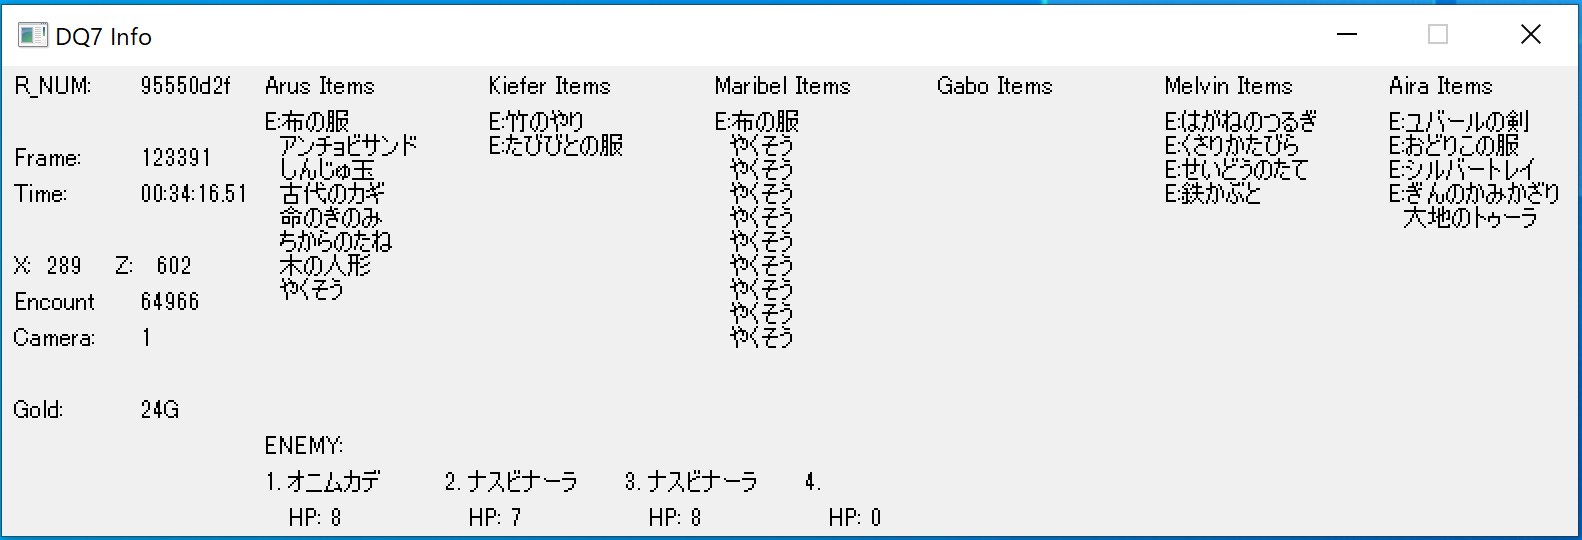 DQ7 Info
R_NUM: 95550d2f
Arus Items Kiefer Items Maribel Items Gabo Items Melvin Items Aira Items
E:布の服 E:竹のやり E:布の服 E:はがねのつるぎ E:ユバールの剣
アンチョビサンド E:たびびとの服 やくそう E:くさりかたびら E:おどりこの服
しんじゅ玉 やくそう E:せいどうのたて E:シルバートレイ
古代のカギ やくそう E:鉄かぶと E:ぎんのかみかざり
命のきのみ やくそう 大地のトゥーラ
ちからのたね やくそう
木の人形 やくそう
やくそう やくそう
やくそう
やくそう
Frame: 123391
Time: 00:34:16.51
X: 289 Z: 602
Encount 64966
Camera: 1
Gold: 24G
ENEMY:
1. オニムカデ 2. ナスビナーラ 3. ナスビナーラ 4.
HP: 8 HP: 7 HP: 8 HP: 0